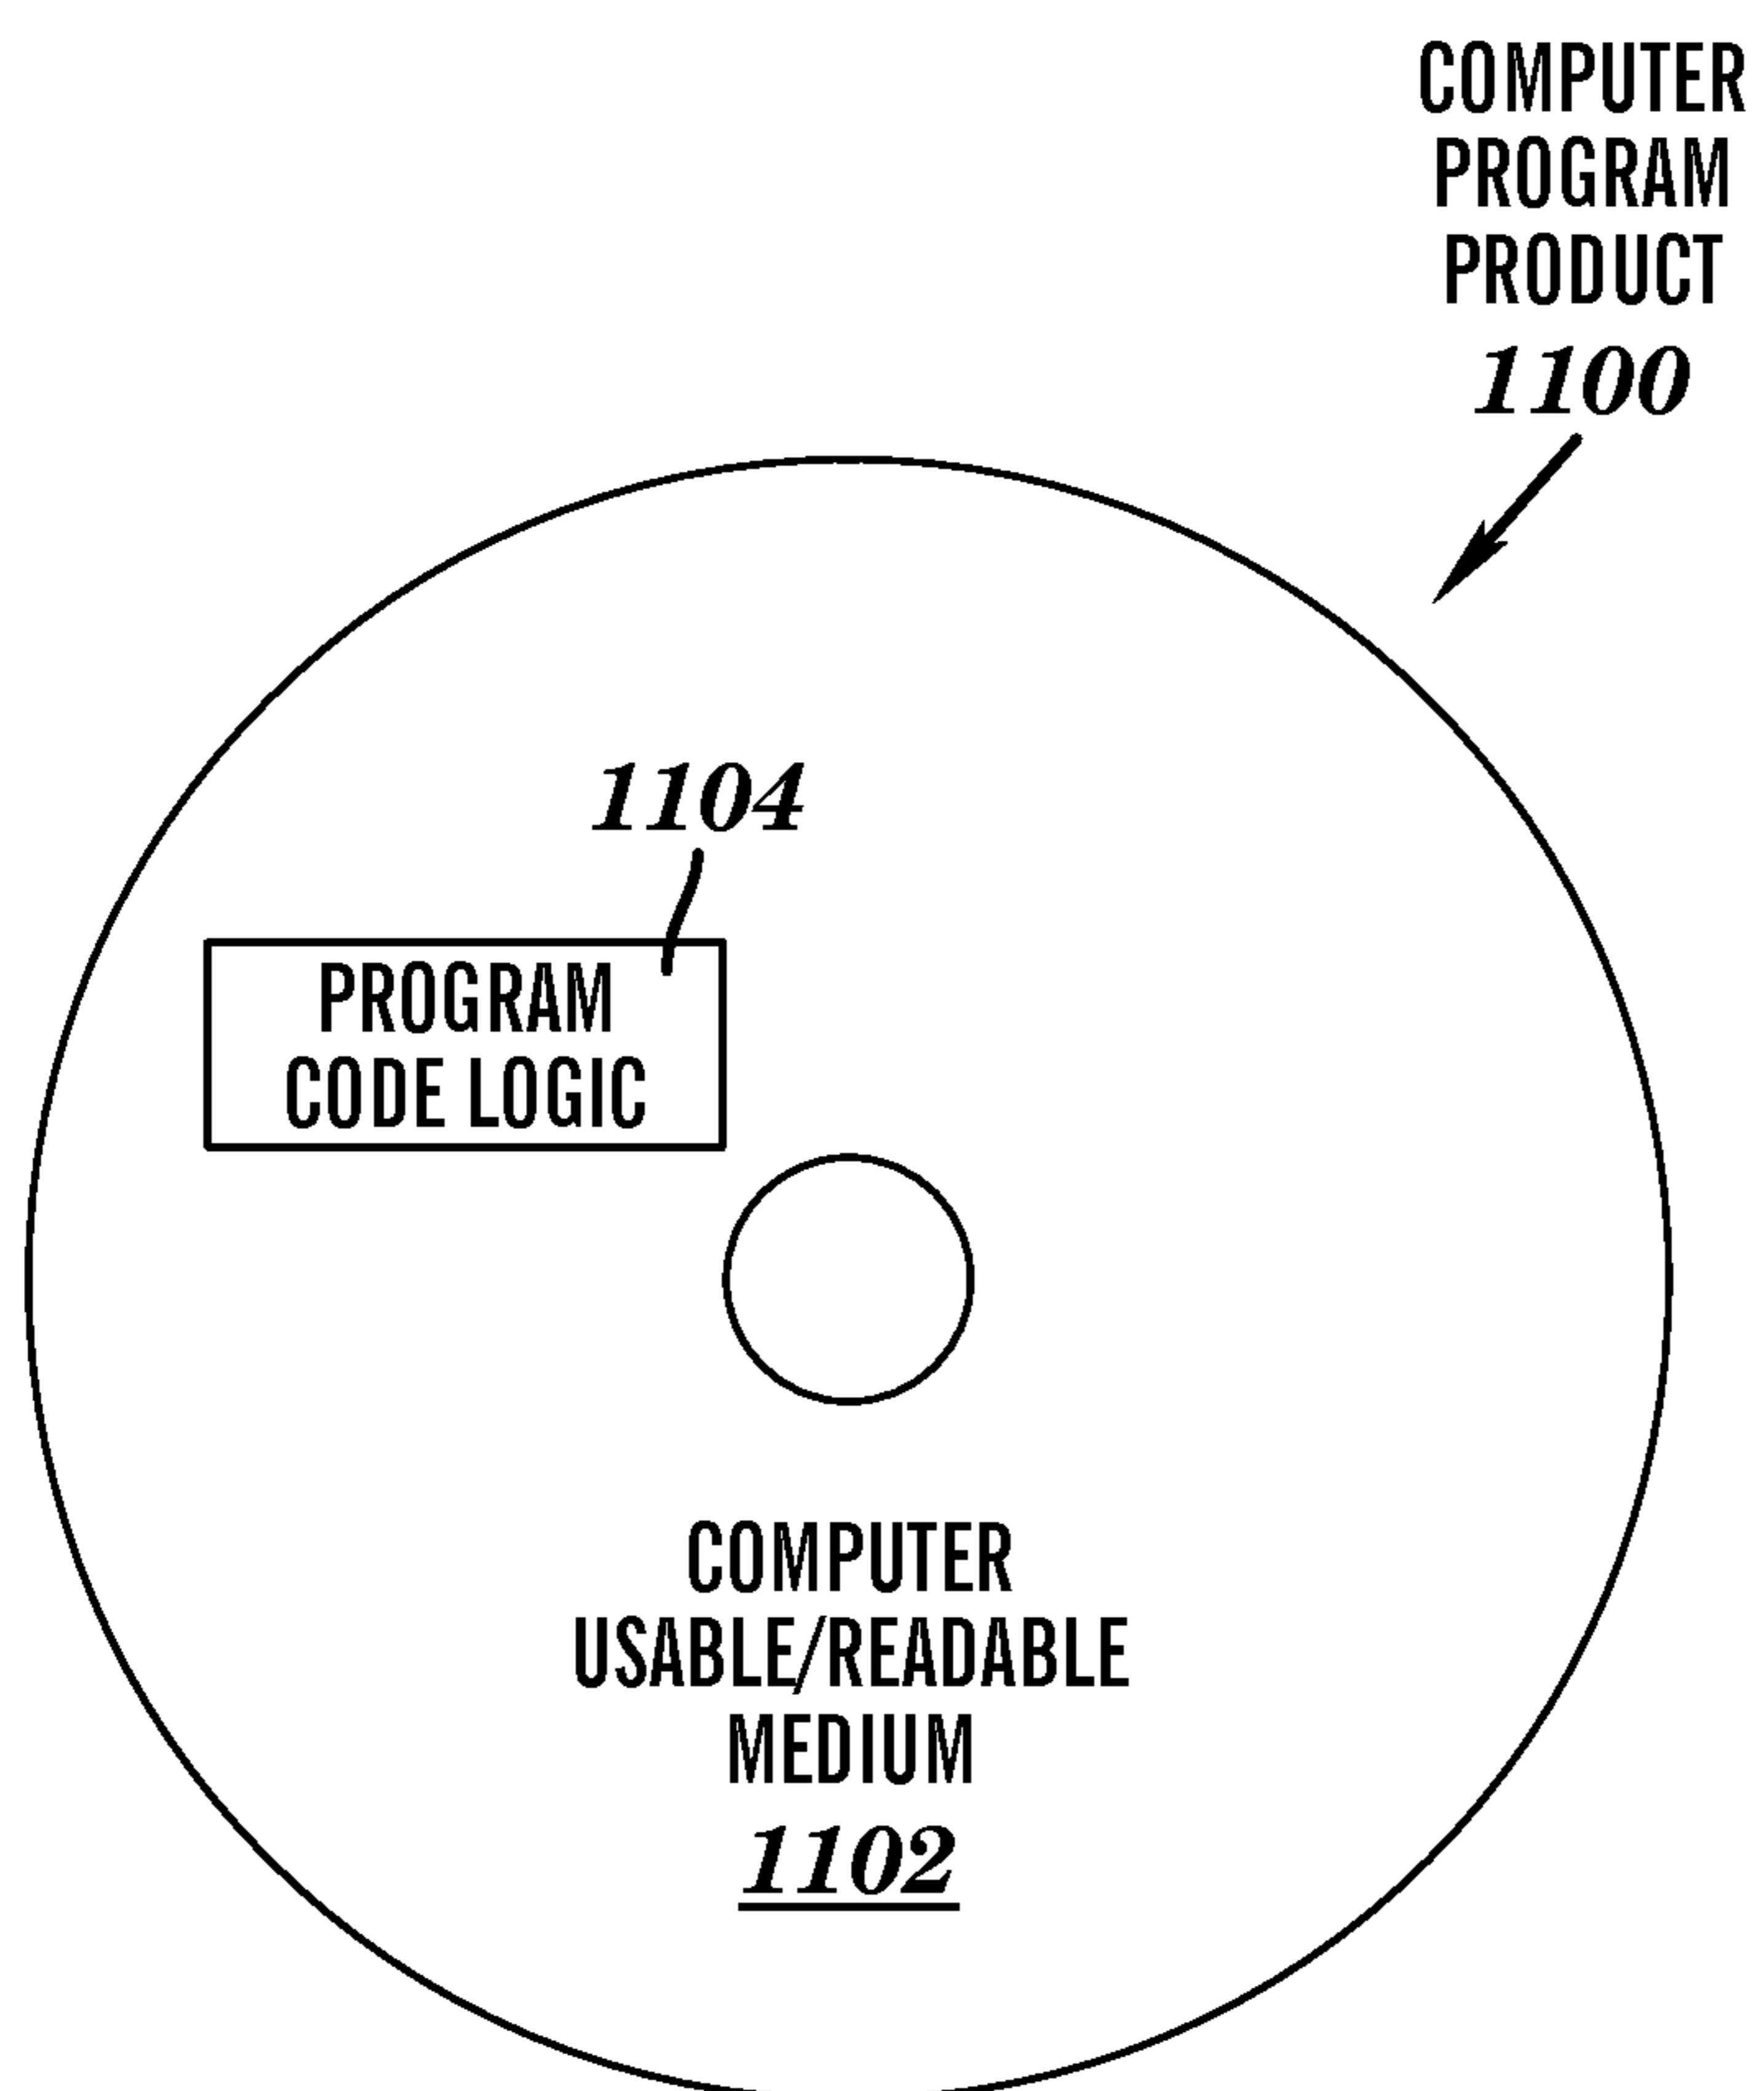 COMPUTER
PROGRAM
PRODUCT
1100
1104
PROGRAM
CODE LOGIC
COMPUTER
USABLE/READABLE
MEDIUM
1102